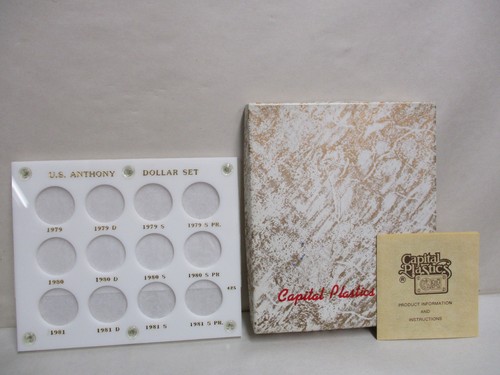 U.S. ANTHONY DOLLAR SET
1979 1979 D 1979 S 1979 S PR.
1980 1980 D 1980 S 1980 S PR
1981 1981 D 1981 S 1981 S PR.
Capital Plastics
Capital
Plastics
®
PRODUCT INFORMATION
AND
INSTRUCTIONS